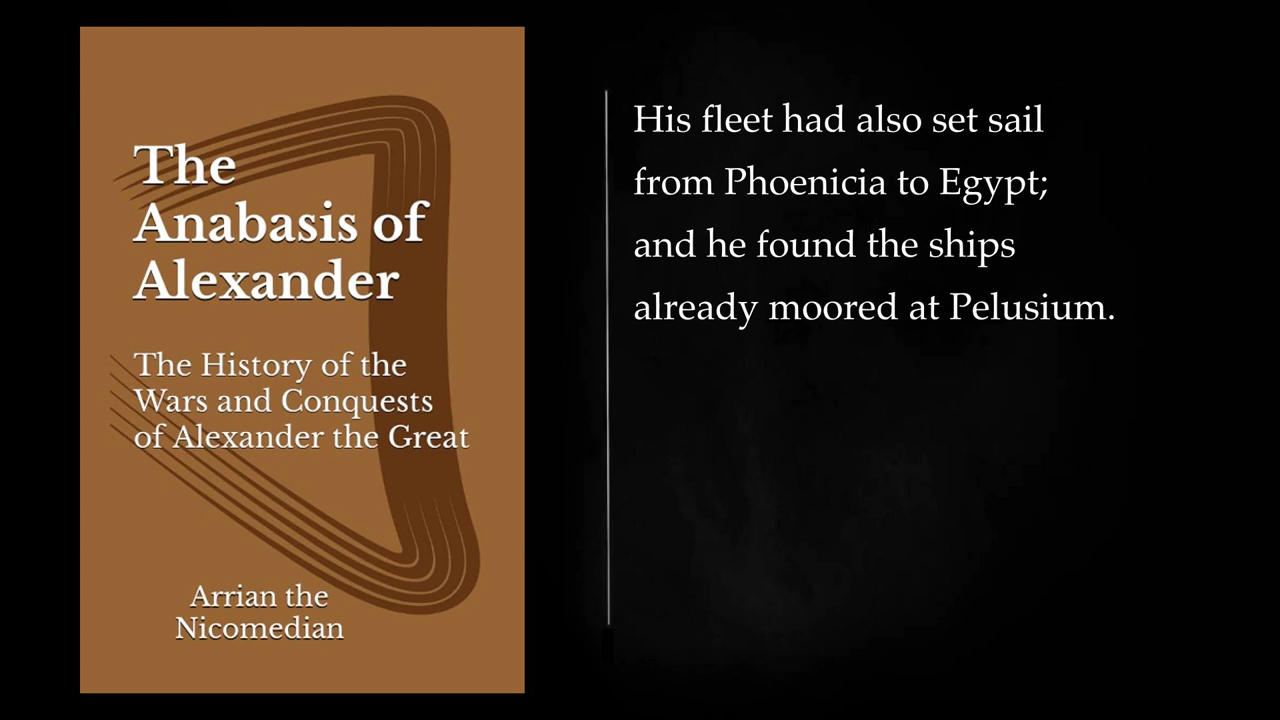 The
Anabasis of
Alexander
The History of the
Wars and Conquests
of Alexander the Great
Arrian the
Nicomedian
His fleet had also set sail
from Phoenicia to Egypt;
and he found the ships
already moored at Pelusium.